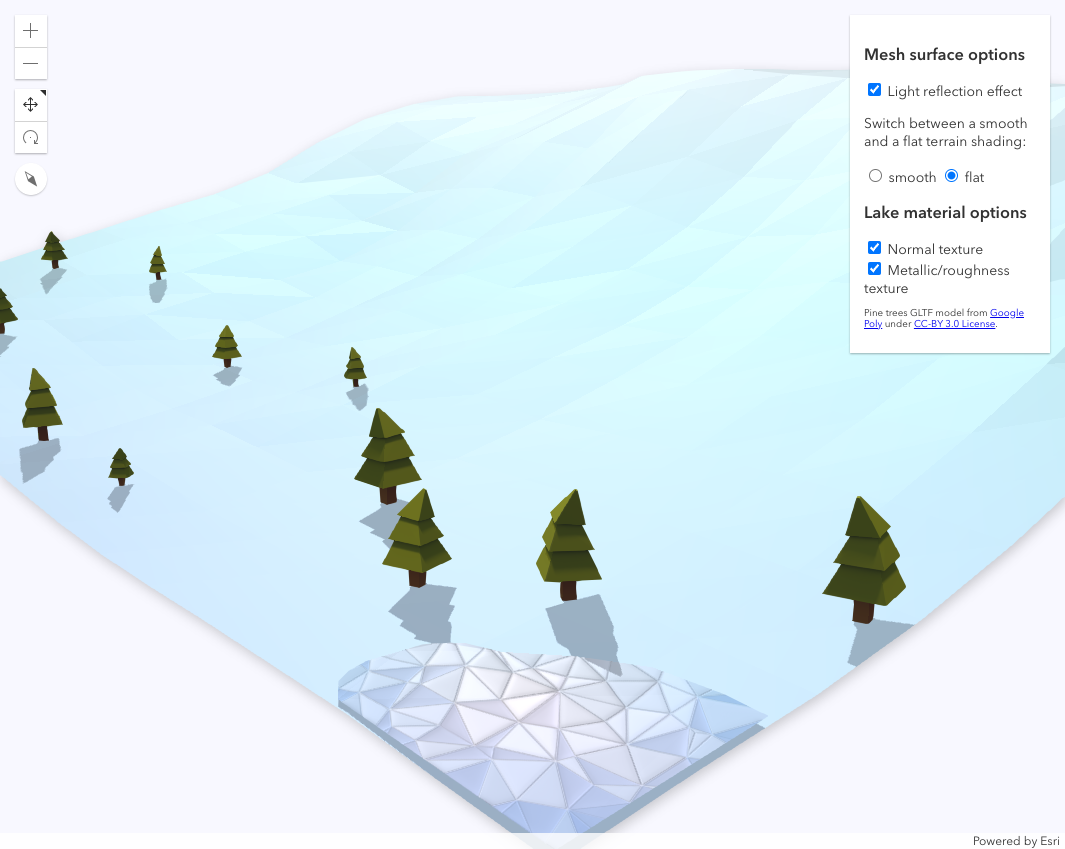 Mesh surface options
Light reflection effect
Switch between a smooth
and a flat terrain shading:
smooth flat
Lake material options
Normal texture
Metallic/roughness
texture
Pine trees GLTF model from Google
Poly under CC-BY 3.0 License.
Powered by Esri